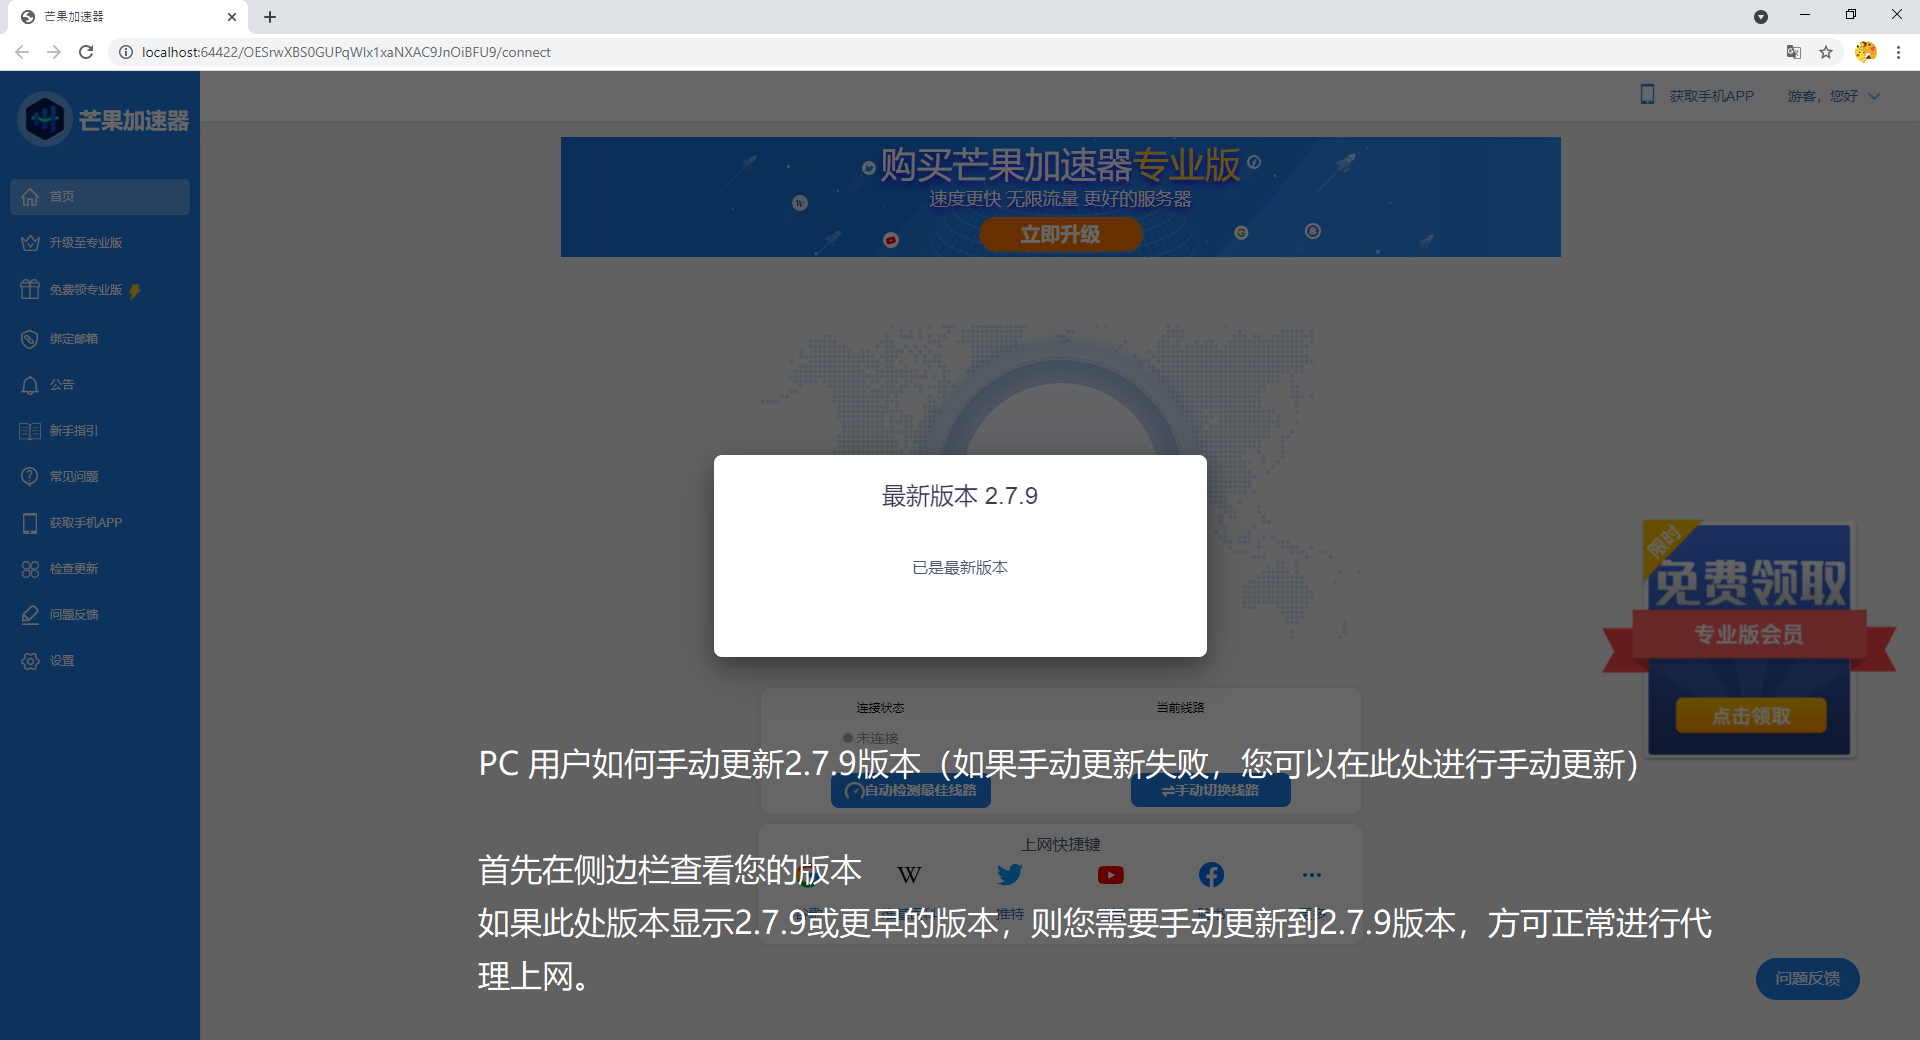 芒果加速器
localhost:64422/OESrwXBS0GUPqWlx1xaNXAC9JnOiBFU9/connect
芒果加速器
获取手机APP
游客，您好
首页
升级至专业版
免费领专业版
绑定邮箱
公告
新手指引
常见问题
获取手机APP
检查更新
问题反馈
设置
购买芒果加速器专业版
速度更快 无限流量 更好的服务器
立即升级
最新版本 2.7.9
已是最新版本
限时
免费领取
专业版会员
点击领取
连接状态
当前线路
未连接
PC 用户如何手动更新2.7.9版本（如果手动更新失败，您可以在此处进行手动更新）
自动检测最佳线路
手动切换线路
上网快捷键
首先在侧边栏查看您的版本
W
推特
如果此处版本显示2.7.9或更早的版本，则您需要手动更新到2.7.9版本，方可正常进行代
理上网。
问题反馈